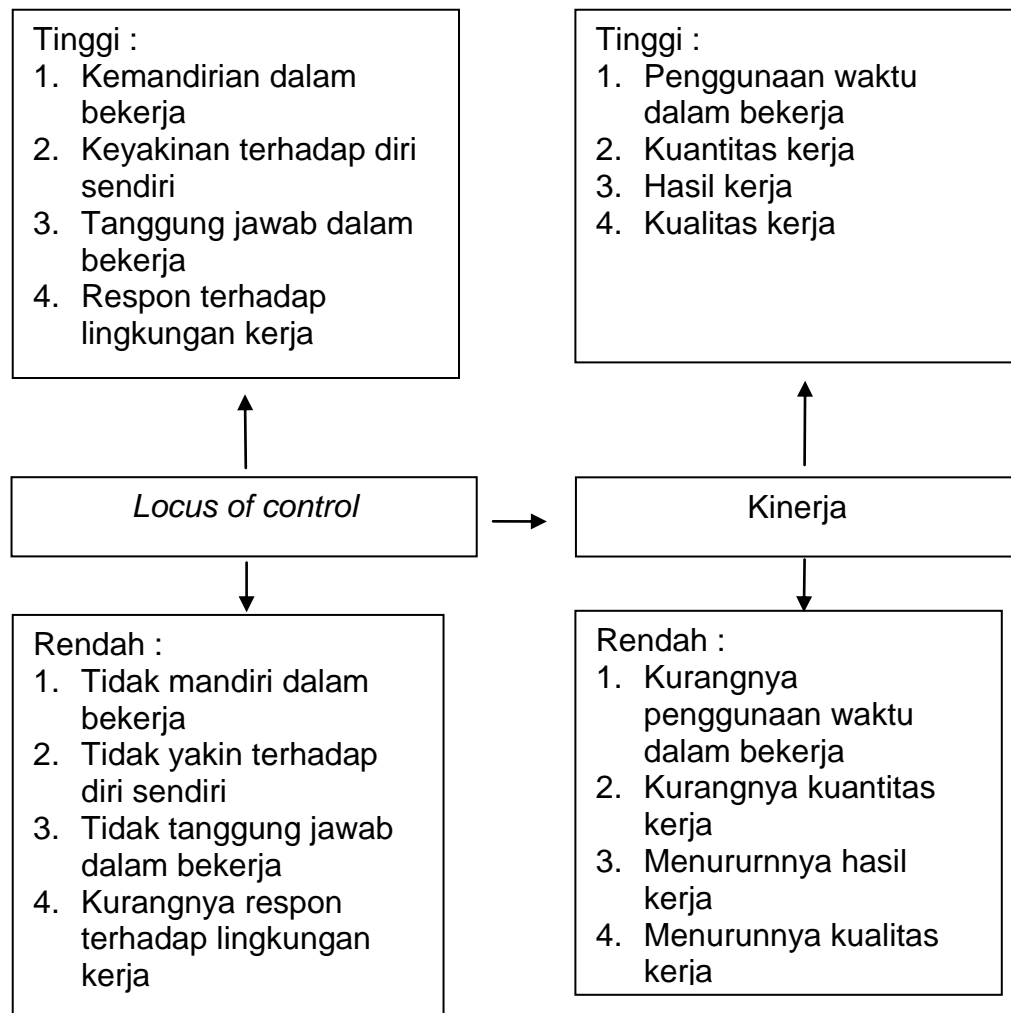 Tinggi :
1. Kemandirian dalam
bekerja
2. Keyakinan terhadap diri
sendiri
3. Tanggung jawab dalam
bekerja
4. Respon terhadap
lingkungan kerja
Tinggi :
1. Penggunaan waktu
dalam bekerja
2. Kuantitas kerja
3. Hasil kerja
4. Kualitas kerja
Locus of control
Kinerja
Rendah :
1. Tidak mandiri dalam
bekerja
2. Tidak yakin terhadap
diri sendiri
3. Tidak tanggung jawab
dalam bekerja
4. Kurangnya respon
terhadap lingkungan
kerja
Rendah :
1. Kurangnya
penggunaan waktu
dalam bekerja
2. Kurangnya kuantitas
kerja
3. Menururnnya hasil
kerja
4. Menurunnya kualitas
kerja